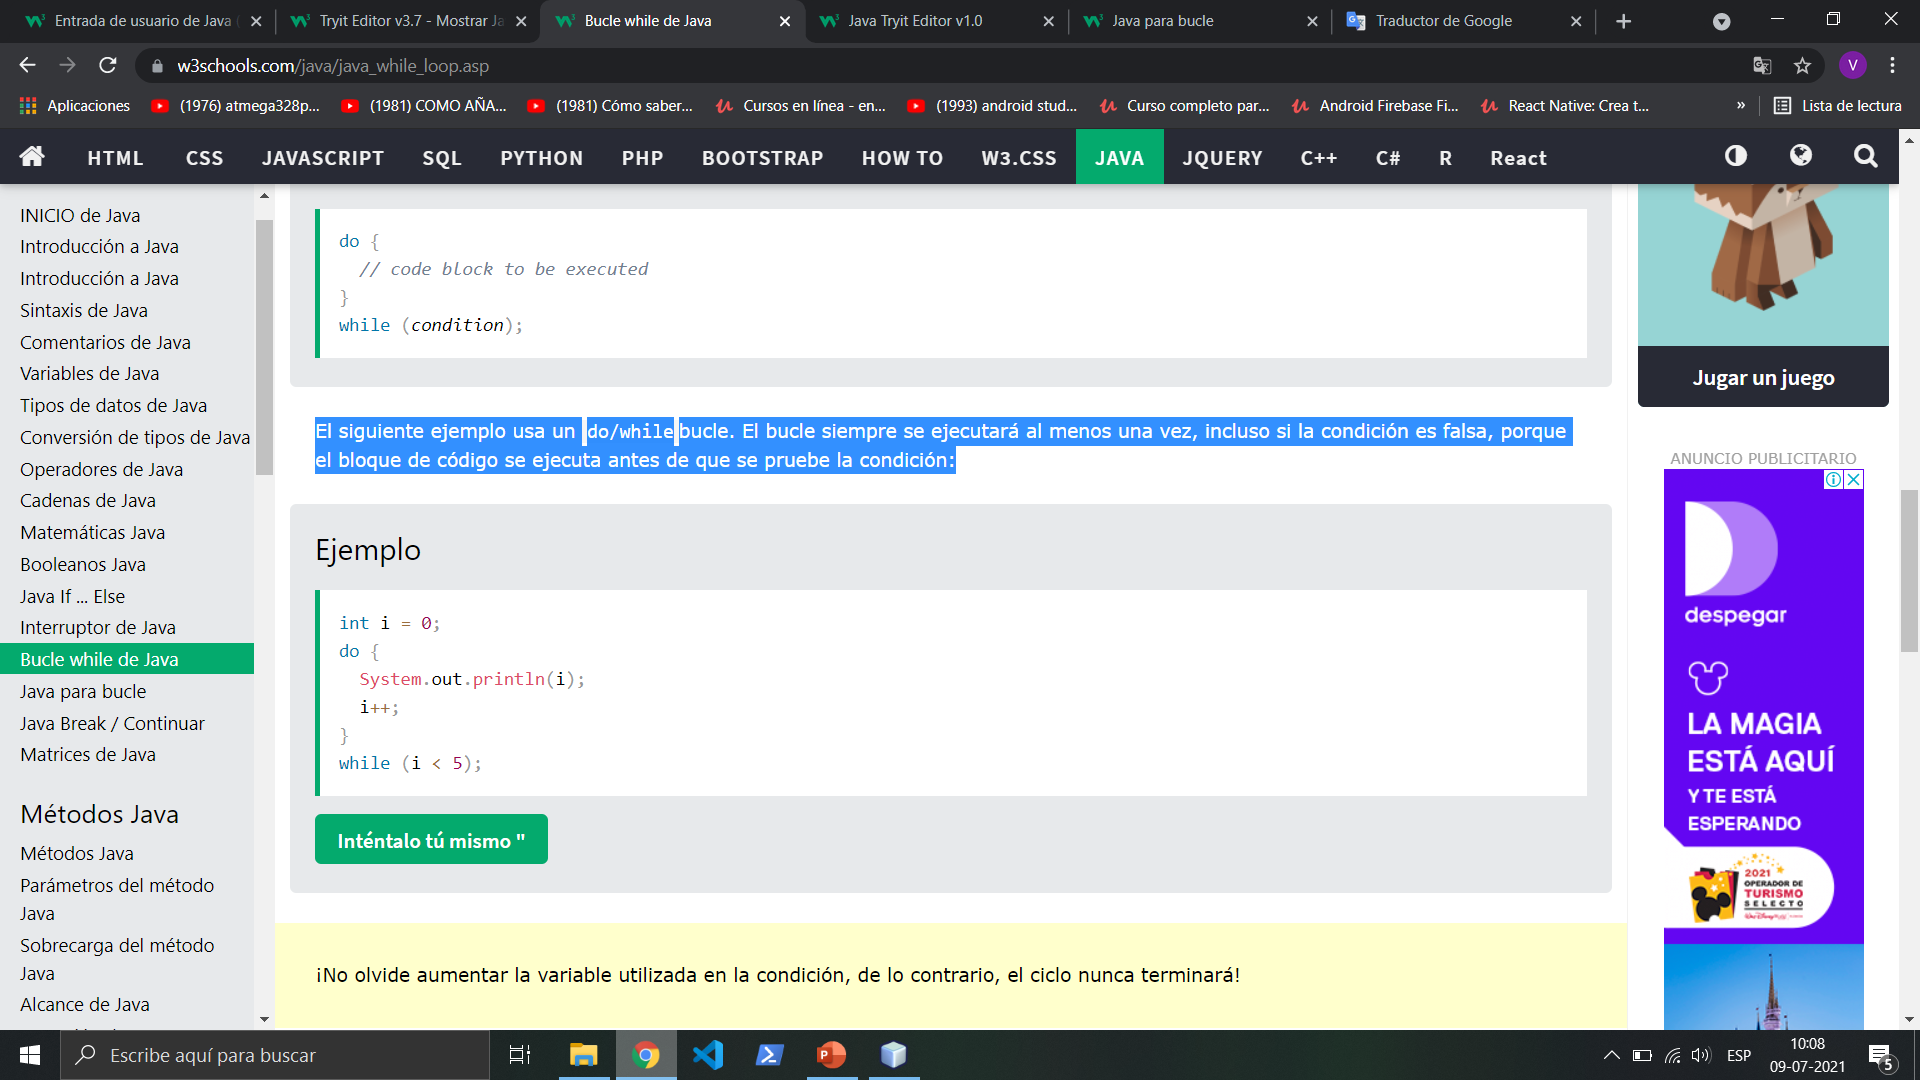 Entrada de usuario de Java (
Tryit Editor v3.7 - Mostrar Ja
Bucle while de Java
Java Tryit Editor v1.0
Java para bucle
Traductor de Google
w3schools.com/java/java_while_loop.asp
V
Aplicaciones
(1976) atmega328p...
(1981) COMO AÑA...
(1981) Cómo saber...
Cursos en línea - en...
(1993) android stud...
Curso completo par...
Android Firebase Fi...
React Native: Crea t...
»
Lista de lectura
HTML
CSS
JAVASCRIPT
SQL
PYTHON
PHP
BOOTSTRAP
HOW TO
W3.CSS
JAVA
JQUERY
C++
C#
R
React
INICIO de Java
Introducción a Java
Introducción a Java
Sintaxis de Java
Comentarios de Java
Variables de Java
Tipos de datos de Java
Conversión de tipos de Java
Operadores de Java
Cadenas de Java
Matemáticas Java
Booleanos Java
Java If ... Else
Interruptor de Java
Bucle while de Java
Java para bucle
Java Break / Continuar
Matrices de Java
Métodos Java
Métodos Java
Parámetros del método
Java
Sobrecarga del método
Java
Alcance de Java
do {
// code block to be executed
}
while (condition);
El siguiente ejemplo usa un do/while bucle. El bucle siempre se ejecutará al menos una vez, incluso si la condición es falsa, porque
el bloque de código se ejecuta antes de que se pruebe la condición:
Ejemplo
int i = 0;
do {
System.out.println(i);
i++;
}
while (i < 5);
Inténtalo tú mismo "
¡No olvide aumentar la variable utilizada en la condición, de lo contrario, el ciclo nunca terminará!
Jugar un juego
ANUNCIO PUBLICITARIO
despegar
LA MAGIA
ESTÁ AQUÍ
Y TE ESTÁ
ESPERANDO
2021
OPERADOR DE
TURISMO
SELECTO
Escribe aquí para buscar
ESP
10:08
09-07-2021
5